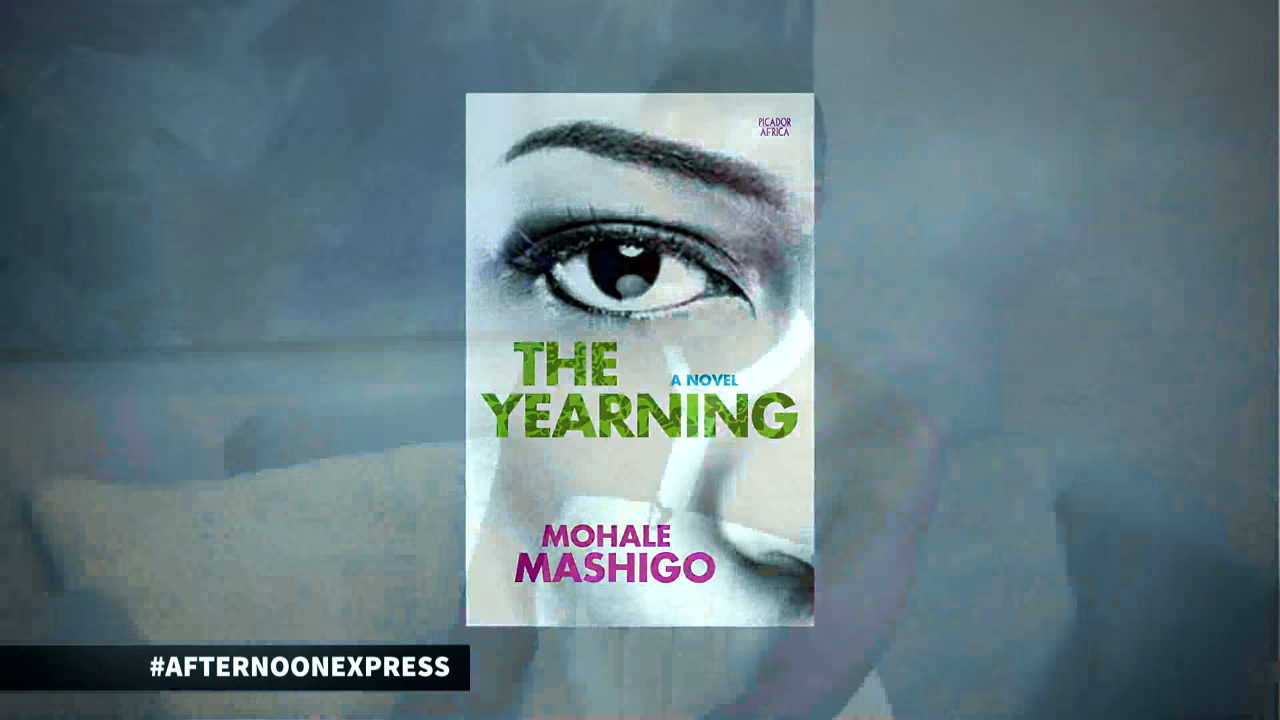 PICADOR
AFRICA
THE
A NOVEL
YEARNING
MOHALE
MASHIGO
#AFTERNOONEXPRESS